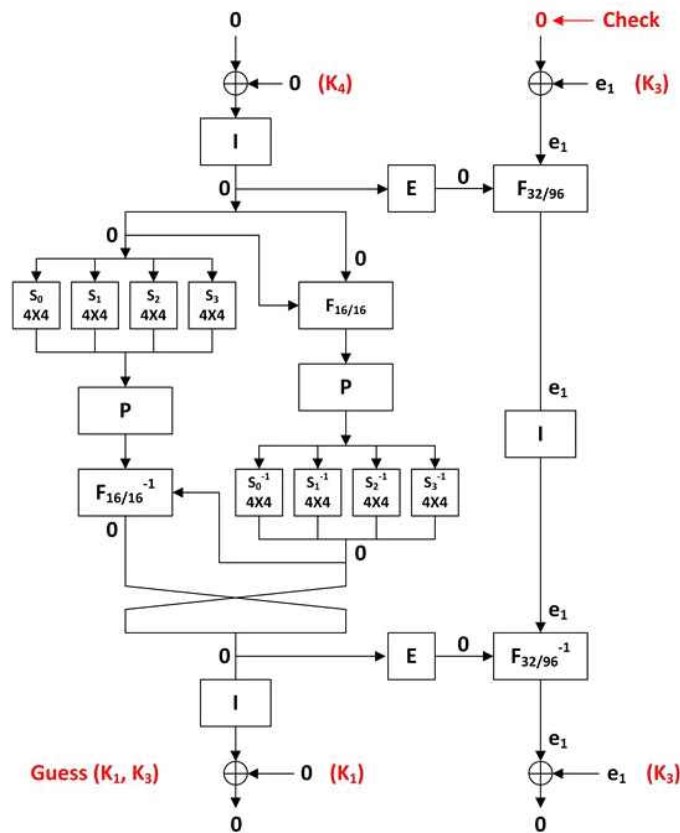 0 0 ← Check
0 (K₄) e₁ (K₃)
I e₁
0 E 0 F₃₂/₉₆
0 0
S₀ 4X4 S₁ 4X4 S₂ 4X4 S₃ 4X4 F₁₆/₁₆
P P e₁
I
F₁₆/₁₆⁻¹ S₀⁻¹ 4X4 S₁⁻¹ 4X4 S₂⁻¹ 4X4 S₃⁻¹ 4X4
0 0
e₁
0 E 0 F₃₂/₉₆⁻¹
I
e₁
Guess (K₁, K₃) 0 (K₁) e₁ (K₃)
0 0